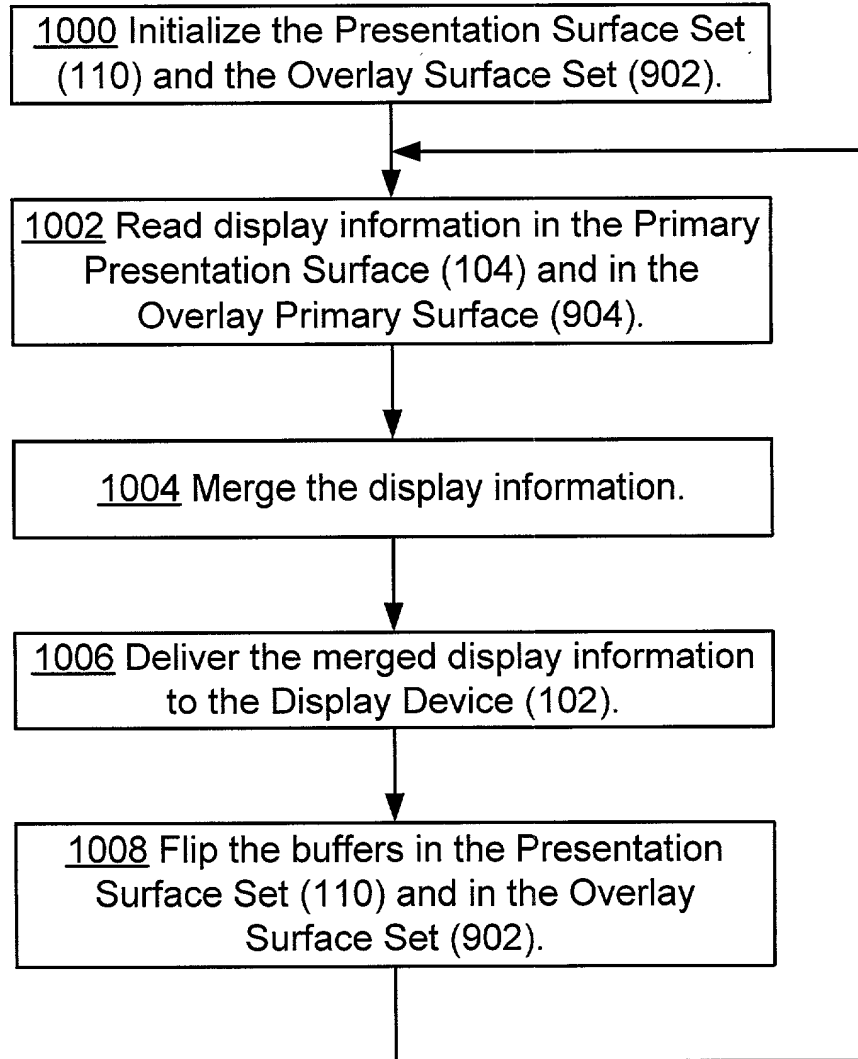 1000 Initialize the Presentation Surface Set
(110) and the Overlay Surface Set (902).
1002 Read display information in the Primary
Presentation Surface (104) and in the
Overlay Primary Surface (904).
1004 Merge the display information.
1006 Deliver the merged display information
to the Display Device (102).
1008 Flip the buffers in the Presentation
Surface Set (110) and in the Overlay
Surface Set (902).